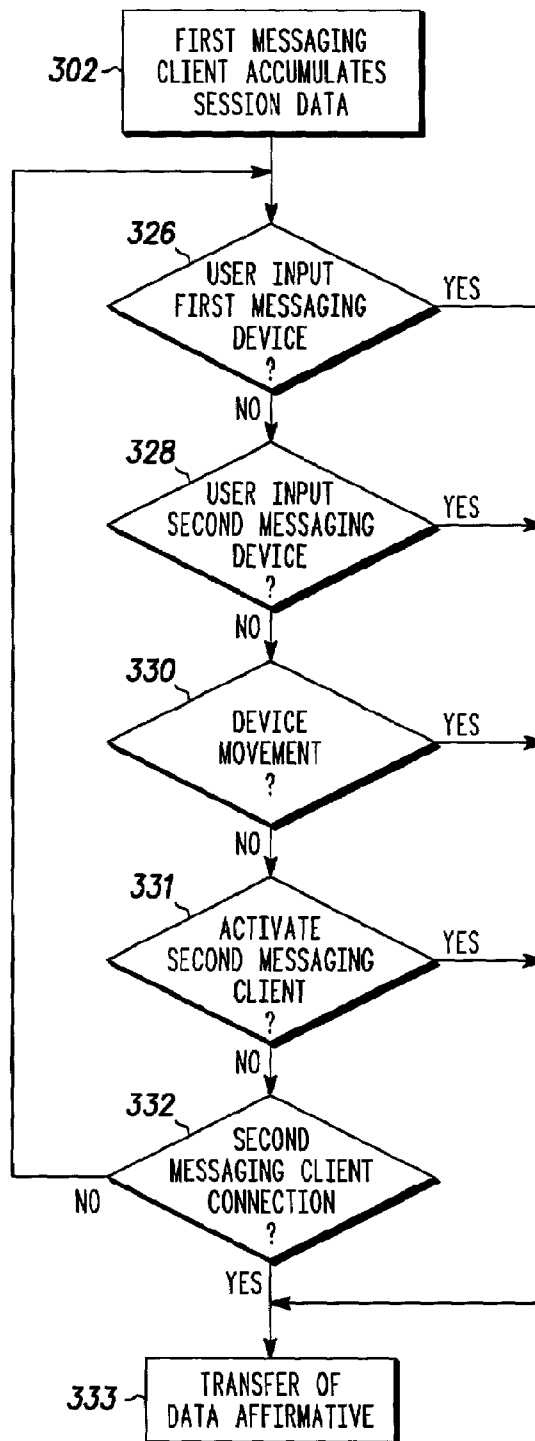 FIRST MESSAGING
302 CLIENT ACCUMULATES
SESSION DATA
326
USER INPUT
FIRST MESSAGING
DEVICE
?
YES
NO
328
USER INPUT
SECOND MESSAGING
DEVICE
?
YES
NO
330
DEVICE
MOVEMENT
?
YES
NO
331
ACTIVATE
SECOND MESSAGING
CLIENT
?
YES
NO
332
SECOND
MESSAGING CLIENT
CONNECTION
?
NO
YES
TRANSFER OF
333 DATA AFFIRMATIVE